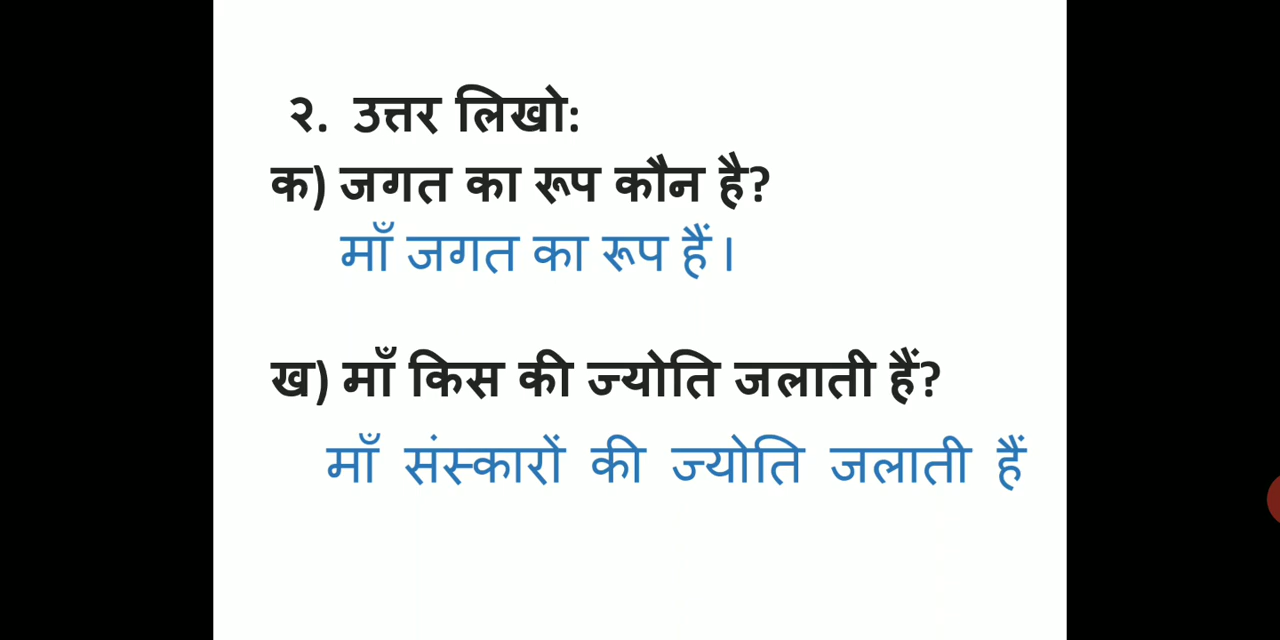 २. उत्तर लिखो:
क) जगत का रूप कौन है?
माँ जगत का रूप हैं।
ख) माँ किस की ज्योति जलाती हैं?
माँ संस्कारों की ज्योति जलाती हैं